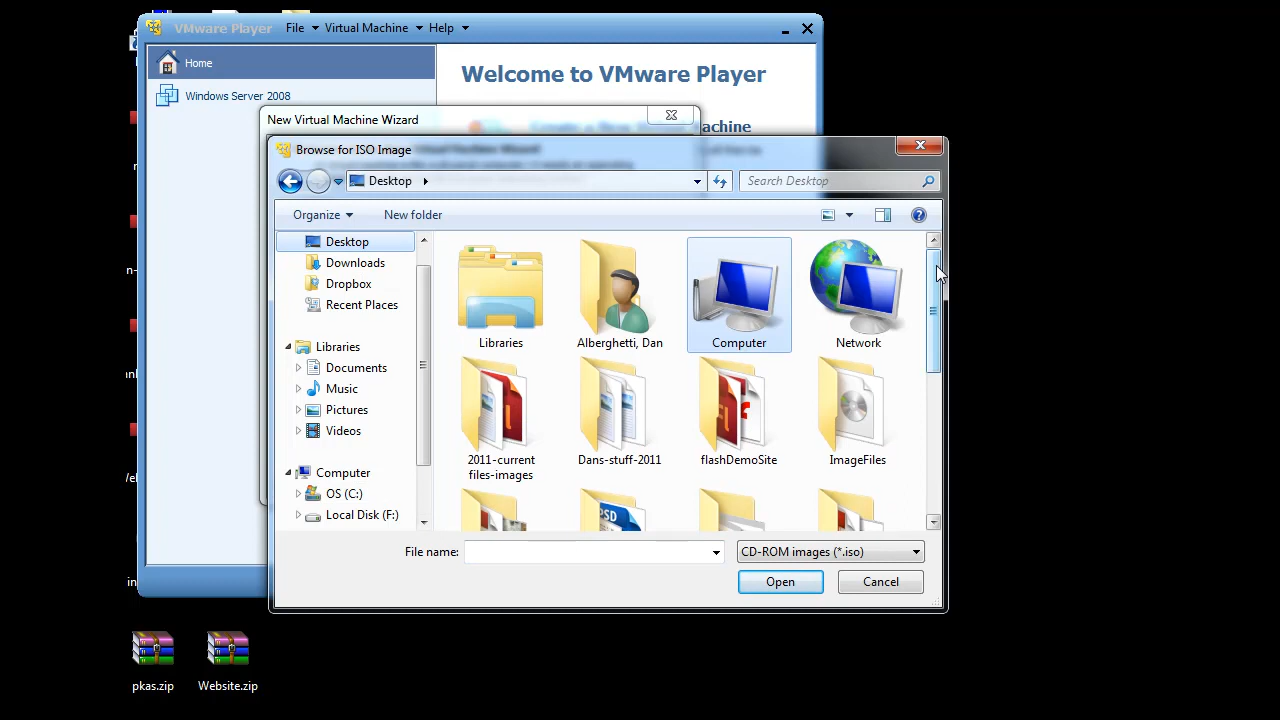 VMware Player File Virtual Machine Help
Home
Windows Server 2008
Welcome to VMware Player
New Virtual Machine Wizard
Browse for ISO Image
Desktop
Search Desktop
Organize
New folder
Desktop
Downloads
Dropbox
Recent Places
Libraries
Documents
Music
Pictures
Videos
Computer
OS (C:)
Local Disk (F:)
Libraries
Alberghetti, Dan
Computer
Network
2011-current
files-images
Dans-stuff-2011
flashDemoSite
ImageFiles
PSD
File name:
CD-ROM images (*.iso)
Open
Cancel
pkas.zip
Website.zip